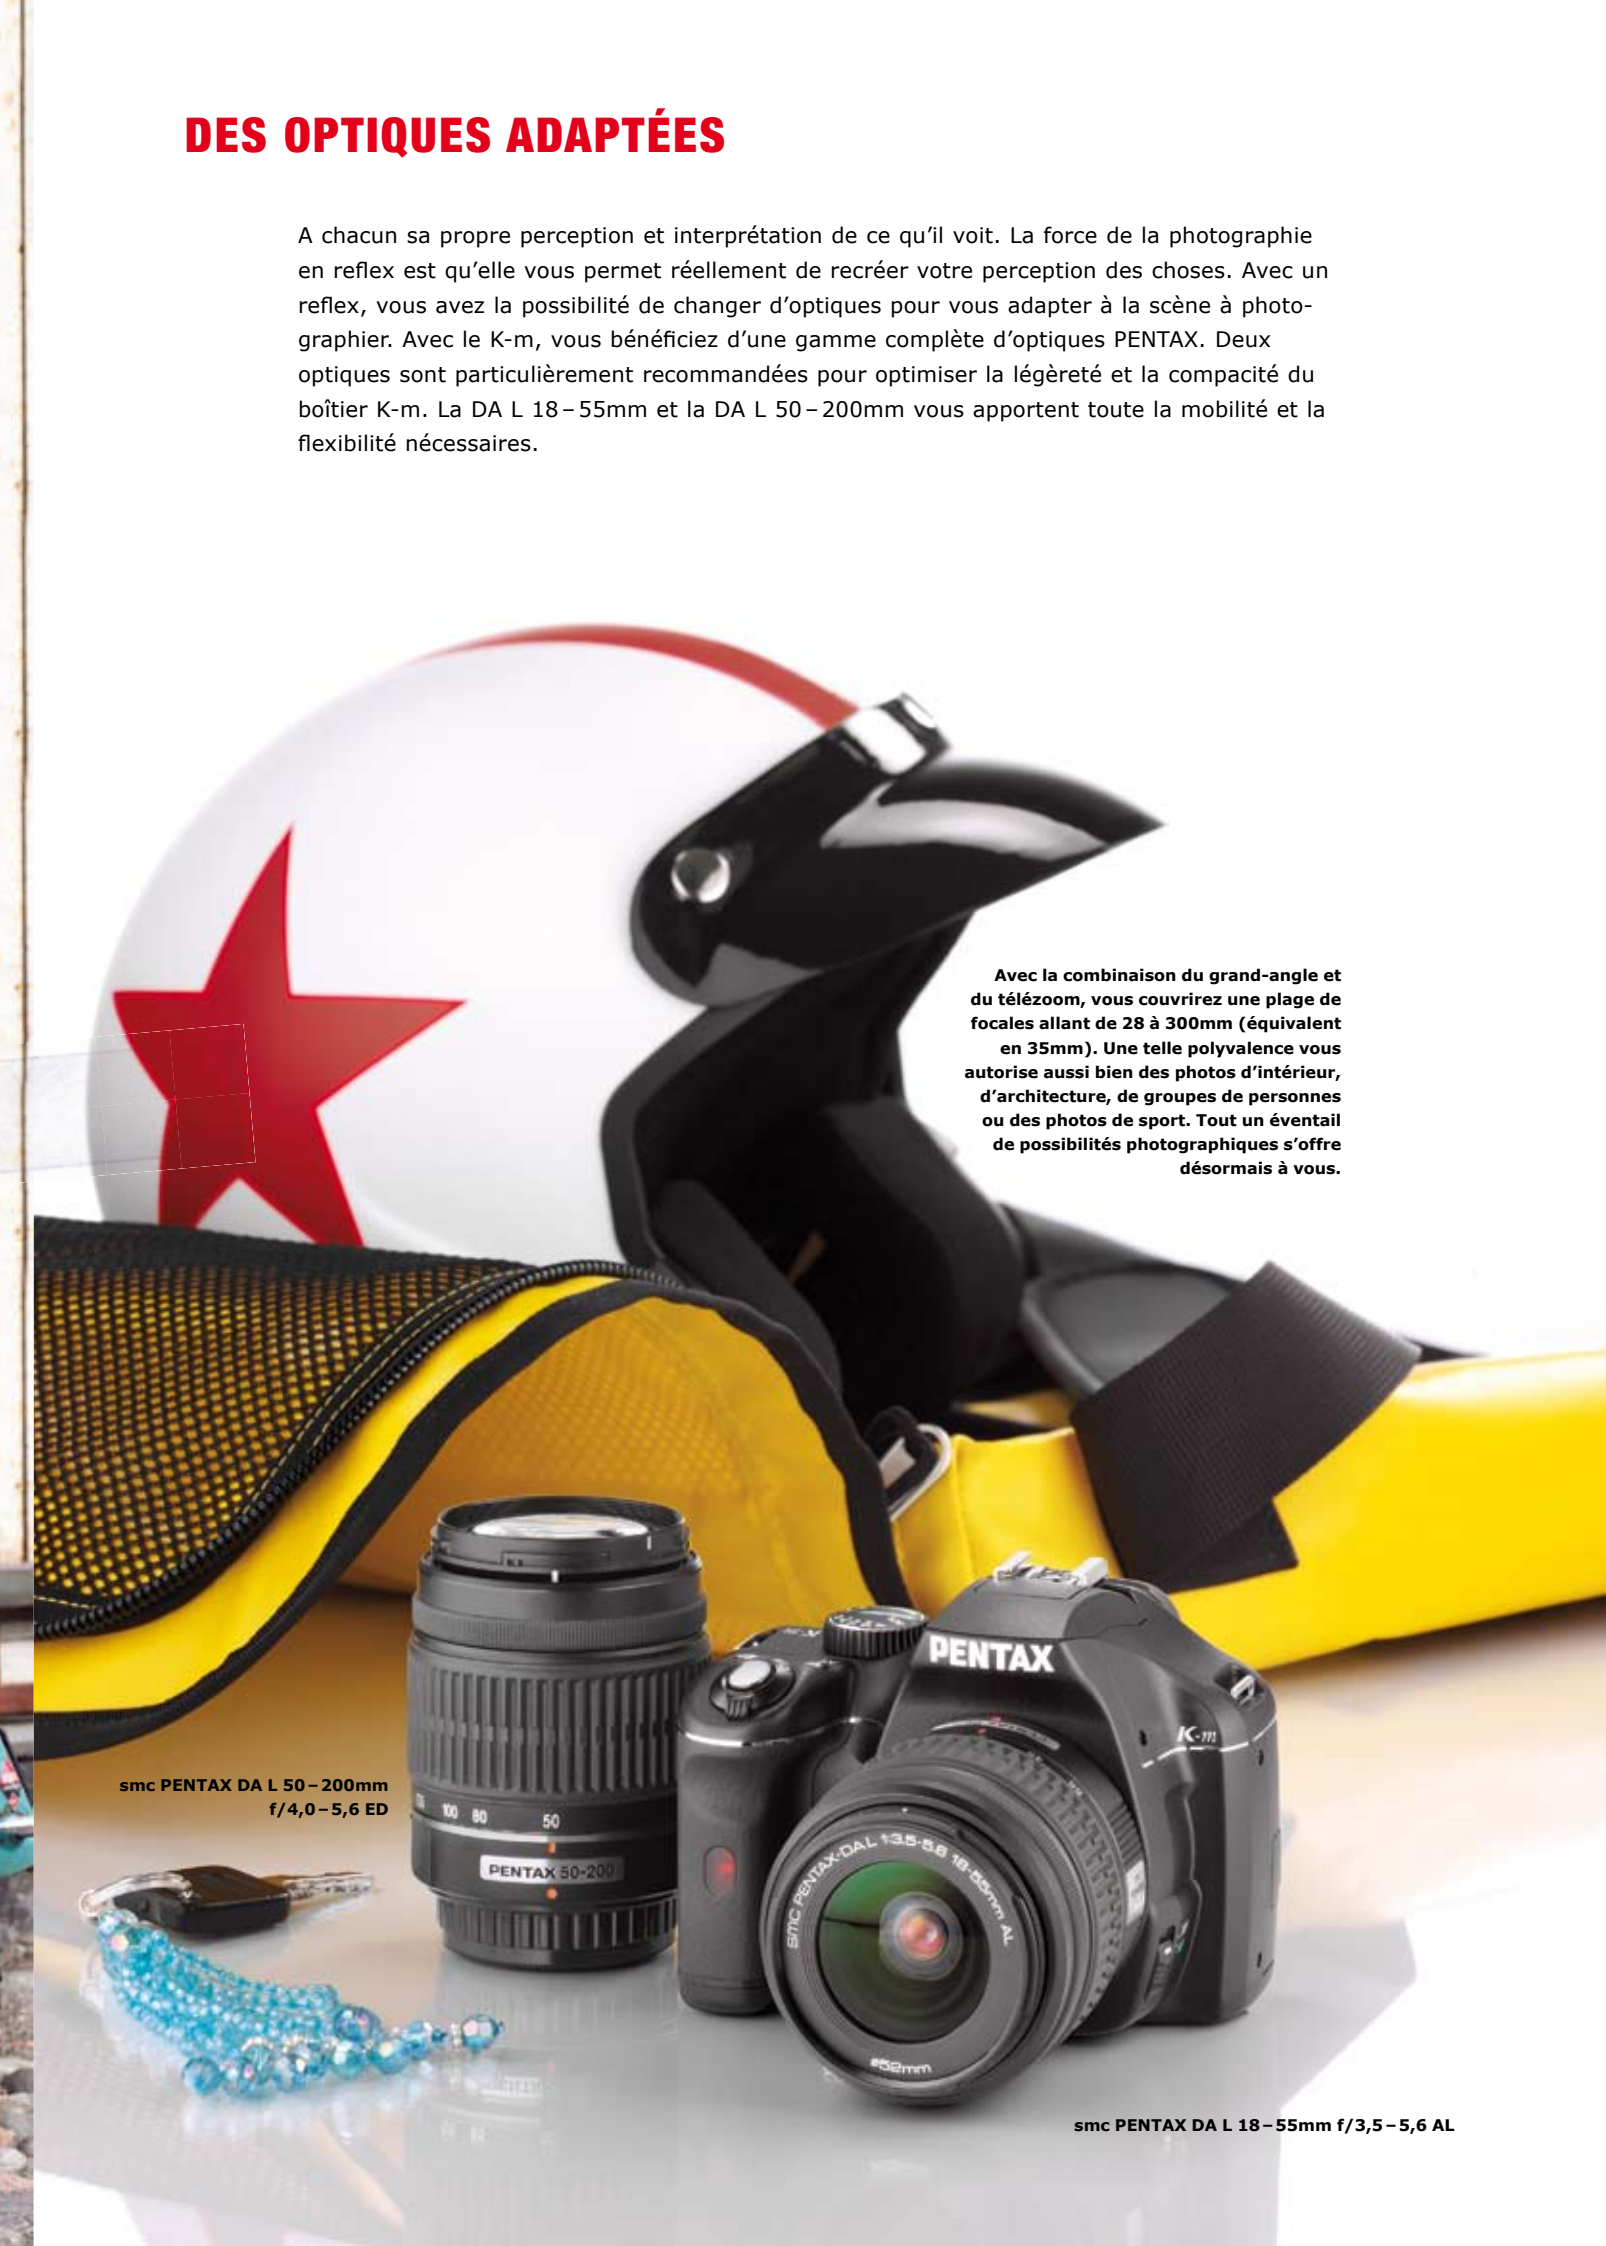 DES OPTIQUES ADAPTÉES
A chacun sa propre perception et interprétation de ce qu’il voit. La force de la photographie
en reflex est qu’elle vous permet réellement de recréer votre perception des choses. Avec un
reflex, vous avez la possibilité de changer d’optiques pour vous adapter à la scène à photo-
graphier. Avec le K-m, vous bénéficiez d’une gamme complète d’optiques PENTAX. Deux
optiques sont particulièrement recommandées pour optimiser la légèreté et la compacité du
boîtier K-m. La DA L 18 – 55mm et la DA L 50 – 200mm vous apportent toute la mobilité et la
flexibilité nécessaires.
Avec la combinaison du grand-angle et
du télézoom, vous couvrirez une plage de
focales allant de 28 à 300mm (équivalent
en 35mm). Une telle polyvalence vous
autorise aussi bien des photos d’intérieur,
d’architecture, de groupes de personnes
ou des photos de sport. Tout un éventail
de possibilités photographiques s’offre
désormais à vous.
PENTAX
K-m
smc PENTAX DA L 50 – 200mm
f/4,0 – 5,6 ED
100 80 50
PENTAX 50-200
smc PENTAX-DA L 1:3.5-5.6 18-55mm AL
ø52mm
smc PENTAX DA L 18 – 55mm f/3,5 – 5,6 AL